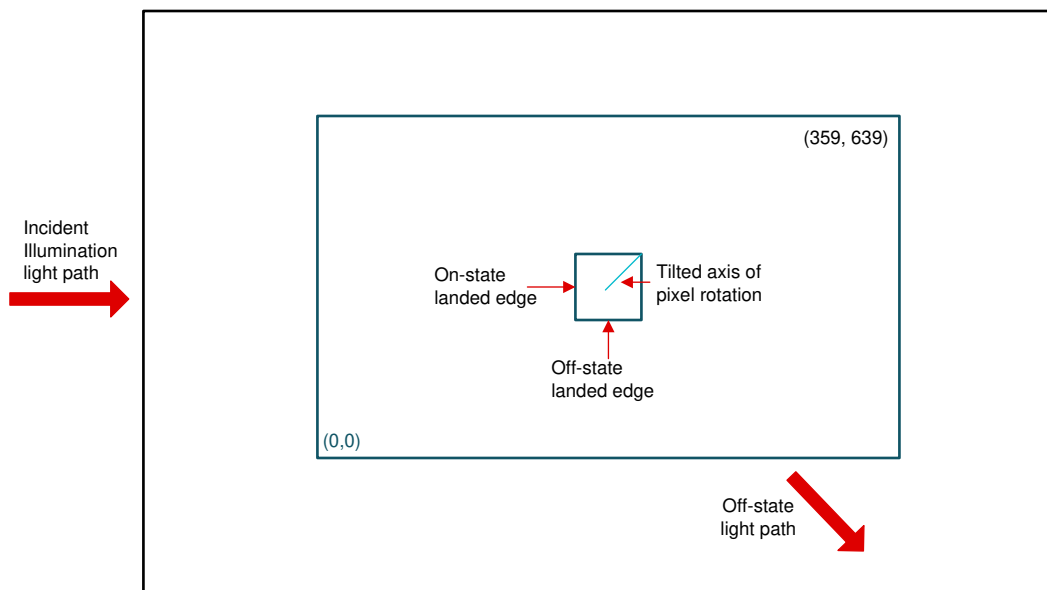 (359, 639)
Incident
Illumination
light path
On-state
landed edge
Tilted axis of
pixel rotation
Off-state
landed edge
(0,0)
Off-state
light path